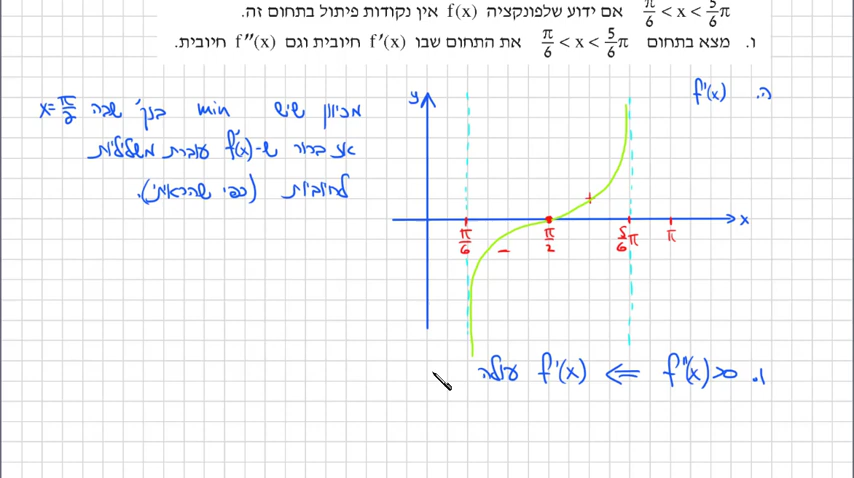 π/6 < x < 5/6π אם ידוע שלפונקציה f(x) אין נקודות פיתול בתחום זה.
ו. מצא בתחום π/6 < x < 5/6π את התחום שבו f'(x) חיובית וגם f"(x) חיובית.
ה. f'(x)
מכיוון שיש min בנק' שבה x=π/2
אז ברור ש-f'(x) עוברת משליליות
לחיוביות (כפי שהראיתי).
y
x
π/6 π/2 5/6π π
- +
ו. f"(x)>0 ⇐ f'(x) עולה